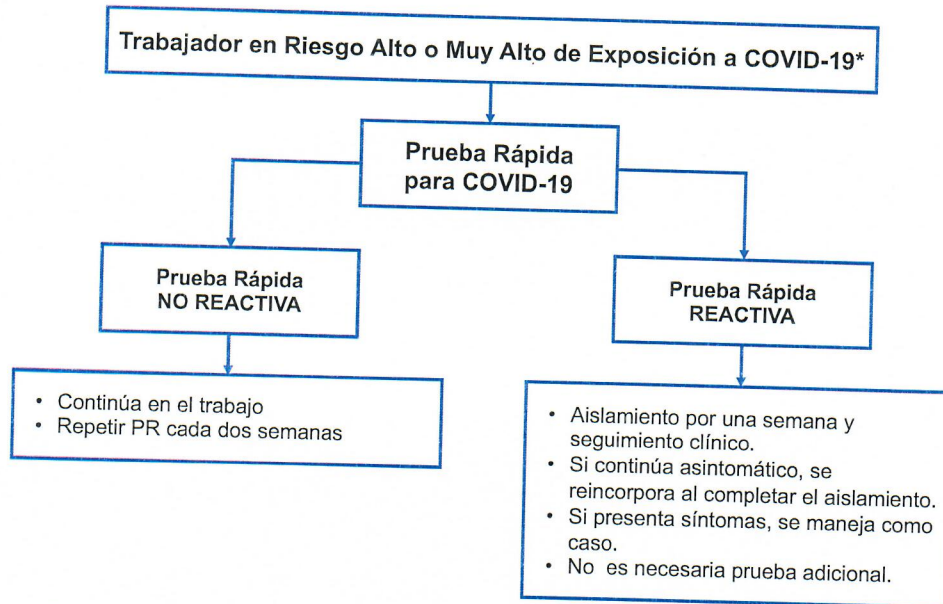 Trabajador en Riesgo Alto o Muy Alto de Exposición a COVID-19*
Prueba Rápida
para COVID-19
Prueba Rápida
NO REACTIVA
Prueba Rápida
REACTIVA
• Continúa en el trabajo
• Repetir PR cada dos semanas
• Aislamiento por una semana y
seguimiento clínico.
• Si continúa asintomático, se
reincorpora al completar el aislamiento.
• Si presenta síntomas, se maneja como
caso.
• No es necesaria prueba adicional.